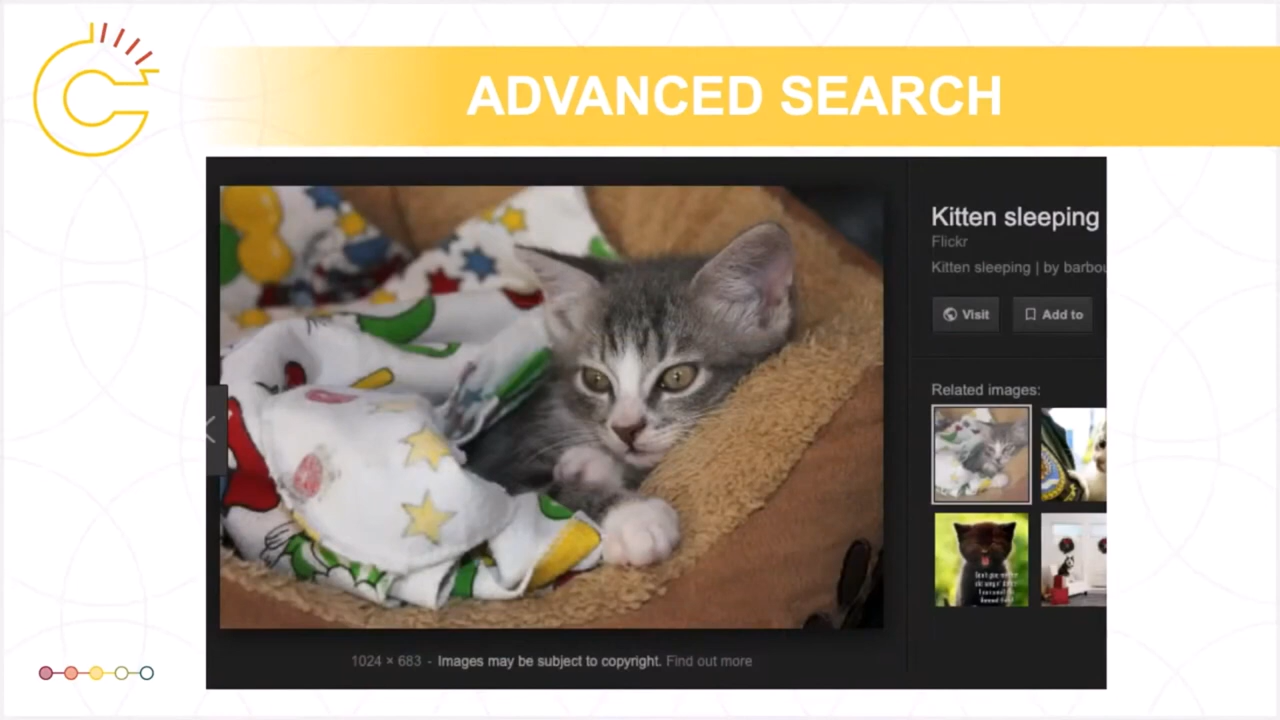 ADVANCED SEARCH
Kitten sleeping
Flickr
Kitten sleeping | by barbou
Visit
Add to
Related images:
1024 × 683 - Images may be subject to copyright. Find out more